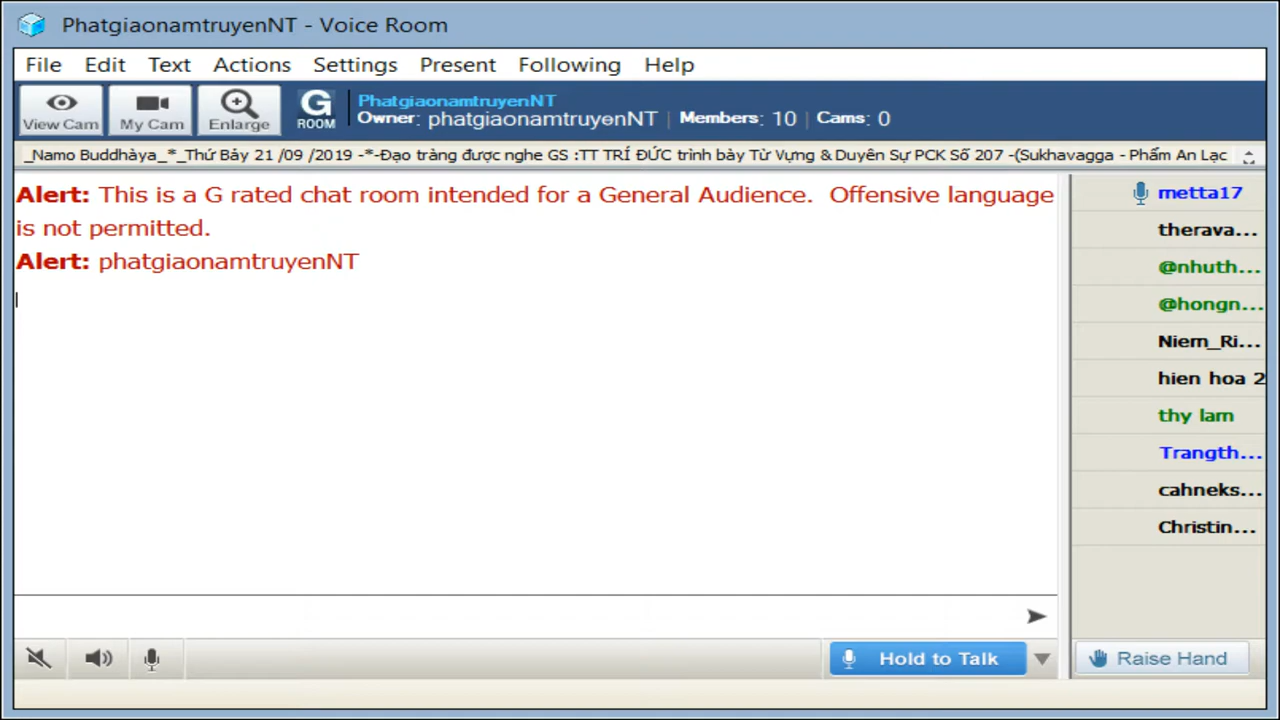 PhatgiaonamtruyenNT - Voice Room
File Edit Text Actions Settings Present Following Help
View Cam
My Cam
Enlarge
G
ROOM
PhatgiaonamtruyenNT
Owner: phatgiaonamtruyenNT | Members: 10 | Cams: 0
_Namo Buddhàya_*_Thứ Bảy 21 /09 /2019 -*-Đạo tràng được nghe GS :TT TRÍ ĐỨC trình bày Từ Vựng & Duyên Sự PCK Số 207 -(Sukhavagga - Phẩm An Lạc
Alert: This is a G rated chat room intended for a General Audience. Offensive language
is not permitted.
Alert: phatgiaonamtruyenNT
metta17
therava...
@nhuth...
@hongn...
Niem_Ri...
hien hoa 2
thy lam
Trangth...
cahneks...
Christin...
Hold to Talk
Raise Hand